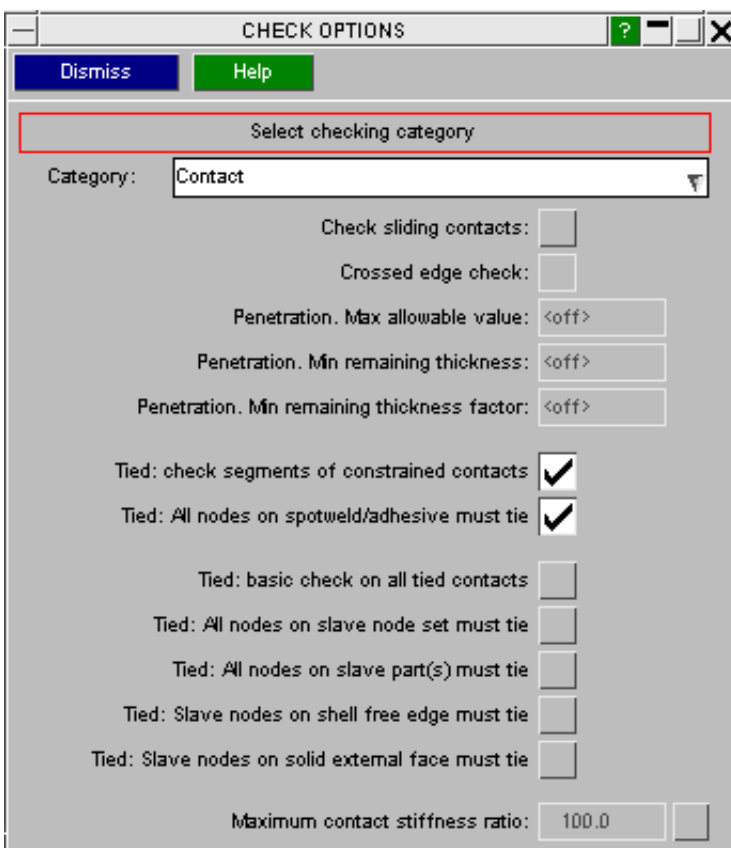 CHECK OPTIONS ?
Dismiss Help
Select checking category
Category: Contact
Check sliding contacts:
Crossed edge check:
Penetration. Max allowable value: <off>
Penetration. Min remaining thickness: <off>
Penetration. Min remaining thickness factor: <off>
Tied: check segments of constrained contacts
Tied: All nodes on spotweld/adhesive must tie
Tied: basic check on all tied contacts
Tied: All nodes on slave node set must tie
Tied: All nodes on slave part(s) must tie
Tied: Slave nodes on shell free edge must tie
Tied: Slave nodes on solid external face must tie
Maximum contact stiffness ratio: 100.0